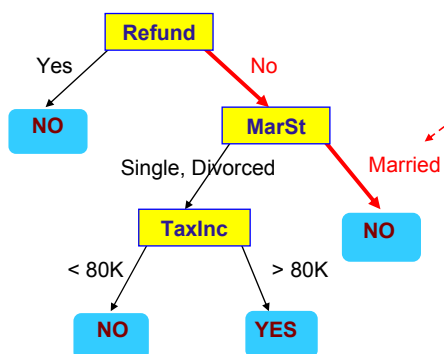 Refund
Yes
No
NO
MarSt
Single, Divorced
Married
TaxInc
NO
< 80K
> 80K
NO
YES